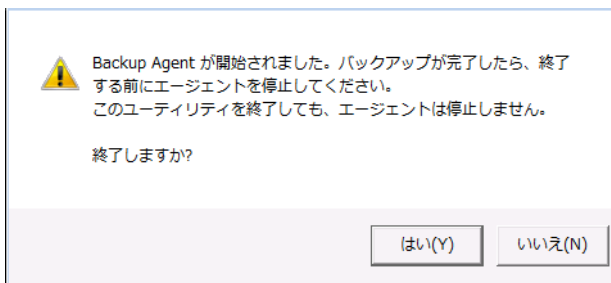 Backup Agent が開始されました。バックアップが完了したら、終了
する前にエージェントを停止してください。
このユーティリティを終了しても、エージェントは停止しません。
終了しますか?
はい(Y)
いいえ(N)